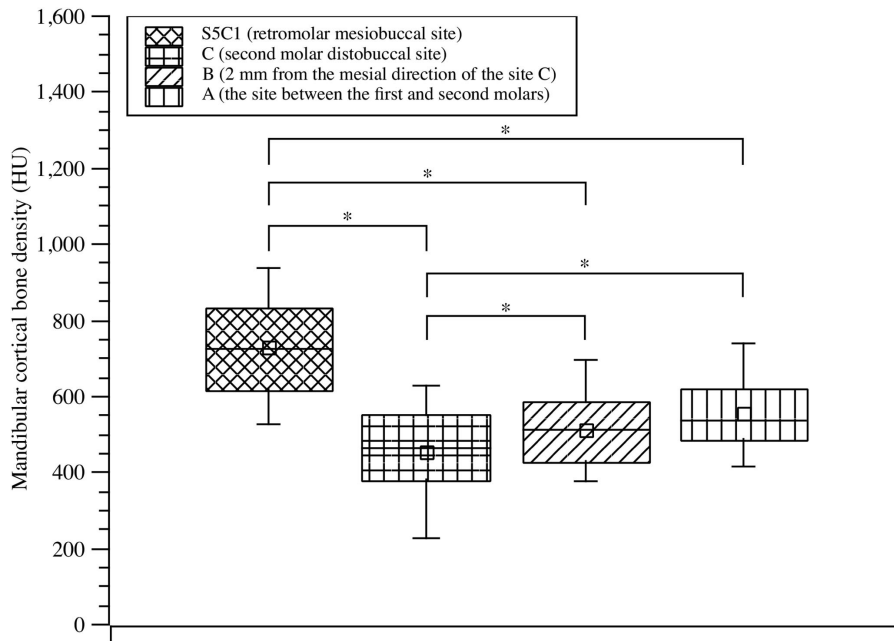 S5C1 (retromolar mesiobuccal site)
C (second molar distobuccal site)
B (2 mm from the mesial direction of the site C)
A (the site between the first and second molars)
Mandibular cortical bone density (HU)
1,600
1,400
1,200
1,000
800
600
400
200
0
*
*
*
*
*